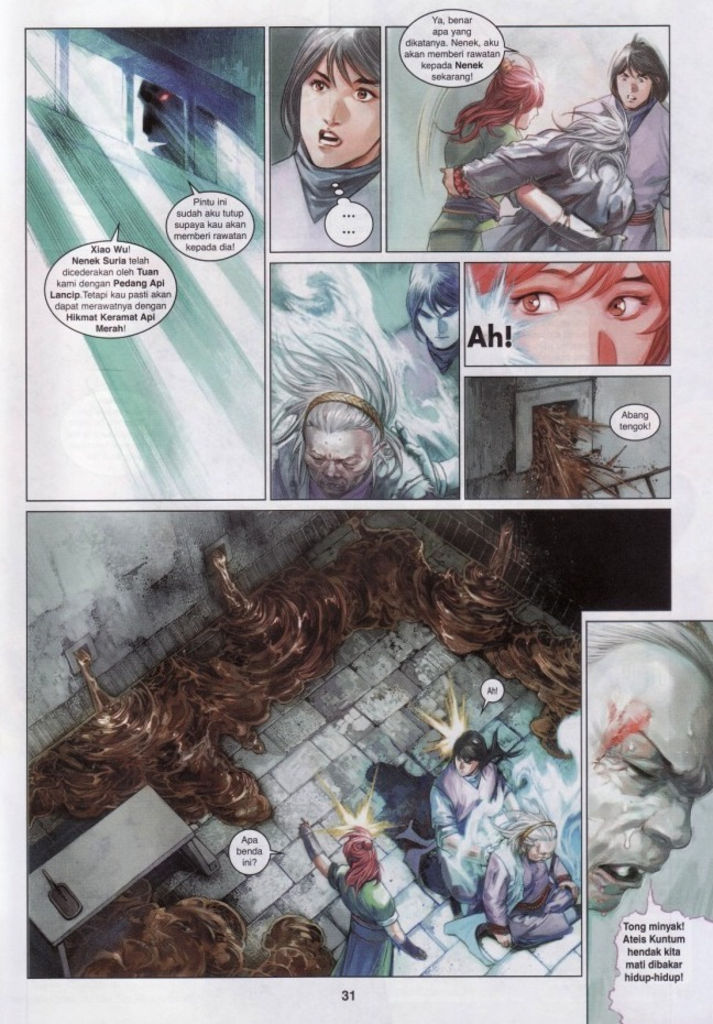 Ya, benar
apa yang
dikatanya. Nenek, aku
akan memberi rawatan
kepada Nenek
sekarang!
Pintu ini
sudah aku tutup
supaya kau akan
memberi rawatan
kepada dia!
Xiao Wu!
Nenek Suria telah
dicederakan oleh Tuan
kami dengan Pedang Api
Lancip.Tetapi kau pasti akan
dapat merawatnya dengan
Hikmat Keramat Api
Merah!
...
...
Ah!
Abang
tengok!
Ah!
Apa
benda
ini?
Tong minyak!
Ateis Kuntum
hendak kita
mati dibakar
hidup-hidup!
31